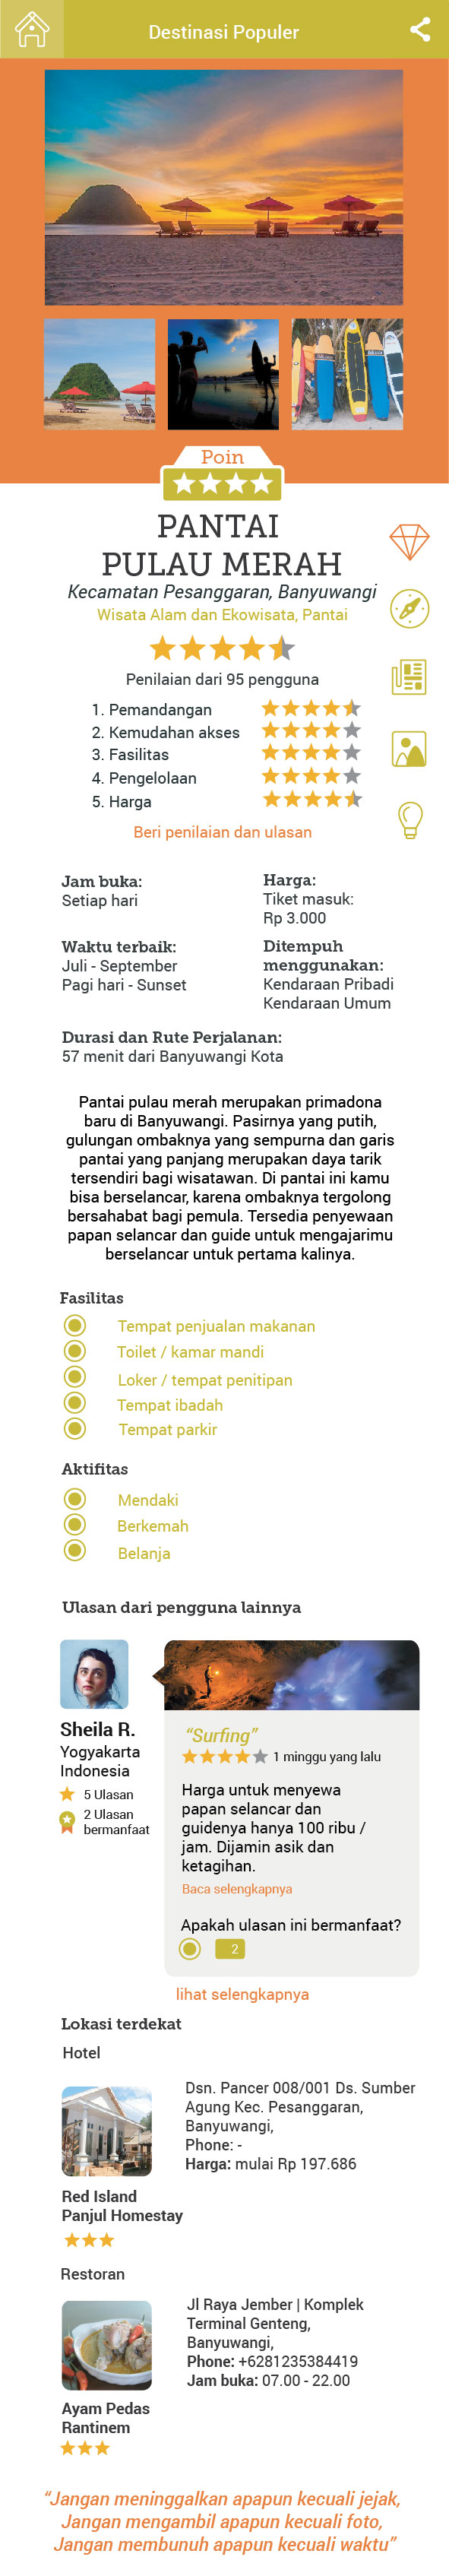 Destinasi Populer
Poin
PANTAI
PULAU MERAH
Kecamatan Pesanggaran, Banyuwangi
Wisata Alam dan Ekowisata, Pantai
Penilaian dari 95 pengguna
1. Pemandangan
2. Kemudahan akses
3. Fasilitas
4. Pengelolaan
5. Harga
Beri penilaian dan ulasan
Jam buka:
Setiap hari
Harga:
Tiket masuk:
Rp 3.000
Waktu terbaik:
Juli - September
Pagi hari - Sunset
Ditempuh
menggunakan:
Kendaraan Pribadi
Kendaraan Umum
Durasi dan Rute Perjalanan:
57 menit dari Banyuwangi Kota
Pantai pulau merah merupakan primadona
baru di Banyuwangi. Pasirnya yang putih,
gulungan ombaknya yang sempurna dan garis
pantai yang panjang merupakan daya tarik
tersendiri bagi wisatawan. Di pantai ini kamu
bisa berselancar, karena ombaknya tergolong
bersahabat bagi pemula. Tersedia penyewaan
papan selancar dan guide untuk mengajarimu
berselancar untuk pertama kalinya.
Fasilitas
Tempat penjualan makanan
Toilet / kamar mandi
Loker / tempat penitipan
Tempat ibadah
Tempat parkir
Aktifitas
Mendaki
Berkemah
Belanja
Ulasan dari pengguna lainnya
Sheila R.
Yogyakarta
Indonesia
5 Ulasan
2 Ulasan
bermanfaat
“Surfing”
1 minggu yang lalu
Harga untuk menyewa
papan selancar dan
guidenya hanya 100 ribu /
jam. Dijamin asik dan
ketagihan.
Baca selengkapnya
Apakah ulasan ini bermanfaat?
2
lihat selengkapnya
Lokasi terdekat
Hotel
Dsn. Pancer 008/001 Ds. Sumber
Agung Kec. Pesanggaran,
Banyuwangi,
Phone: -
Harga: mulai Rp 197.686
Red Island
Panjul Homestay
Restoran
Jl Raya Jember | Komplek
Terminal Genteng,
Banyuwangi,
Phone: +6281235384419
Jam buka: 07.00 - 22.00
Ayam Pedas
Rantinem
“Jangan meninggalkan apapun kecuali jejak,
Jangan mengambil apapun kecuali foto,
Jangan membunuh apapun kecuali waktu”